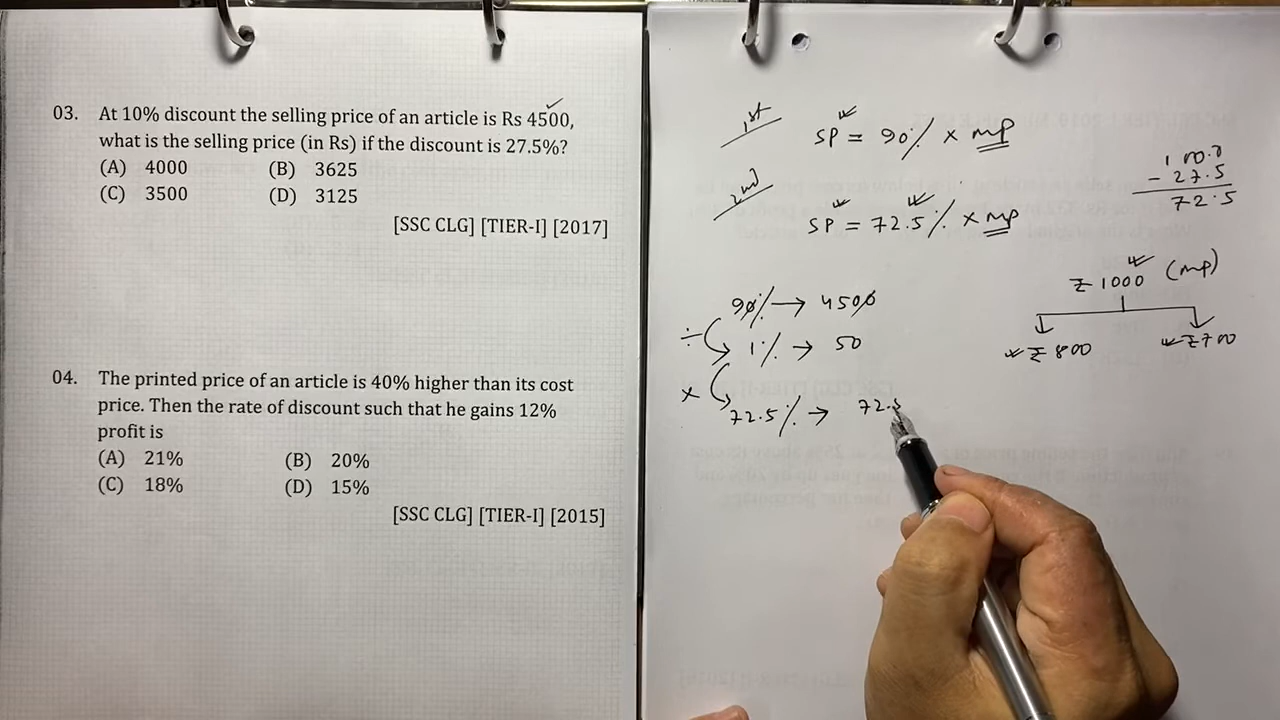 03. At 10% discount the selling price of an article is Rs 4500,
what is the selling price (in Rs) if the discount is 27.5%?
(A) 4000 (B) 3625
(C) 3500 (D) 3125
[SSC CLG] [TIER-I] [2017]
04. The printed price of an article is 40% higher than its cost
price. Then the rate of discount such that he gains 12%
profit is
(A) 21% (B) 20%
(C) 18% (D) 15%
[SSC CLG] [TIER-I] [2015]
1st SP = 90% × MP
2nd SP = 72.5% × MP
100.0
- 27.5
72.5
90% → 4500
÷ 1% → 50
× 72.5% → 72.5
₹ 1000 (MP)
₹ 800 ₹ 700